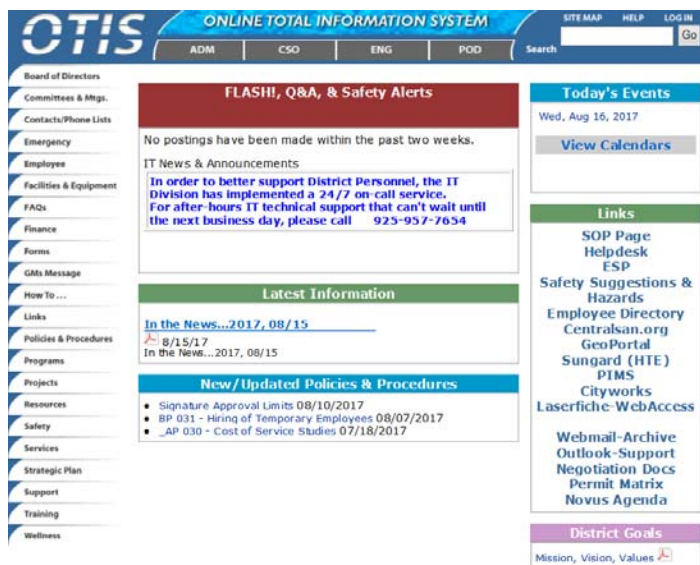 OTIS
ONLINE TOTAL INFORMATION SYSTEM
SITE MAP HELP LOG IN
ADM CSO ENG POD
Search Go
Board of Directors
Committees & Mtgs.
Contacts/Phone Lists
Emergency
Employee
Facilities & Equipment
FAQs
Finance
Forms
GMs Message
How To ...
Links
Policies & Procedures
Programs
Projects
Resources
Safety
Services
Strategic Plan
Support
Training
Wellness
FLASH!, Q&A, & Safety Alerts
No postings have been made within the past two weeks.
IT News & Announcements
In order to better support District Personnel, the IT
Division has implemented a 24/7 on-call service.
For after-hours IT technical support that can't wait until
the next business day, please call 925-957-7654
Latest Information
In the News...2017, 08/15
8/15/17
In the News...2017, 08/15
New/Updated Policies & Procedures
• Signature Approval Limits 08/10/2017
• BP 031 - Hiring of Temporary Employees 08/07/2017
• _AP 030 - Cost of Service Studies 07/18/2017
Today's Events
Wed, Aug 16, 2017
View Calendars
Links
SOP Page
Helpdesk
ESP
Safety Suggestions &
Hazards
Employee Directory
Centralsan.org
GeoPortal
Sungard (HTE)
PIMS
Cityworks
Laserfiche-WebAccess
Webmail-Archive
Outlook-Support
Negotiation Docs
Permit Matrix
Novus Agenda
District Goals
Mission, Vision, Values